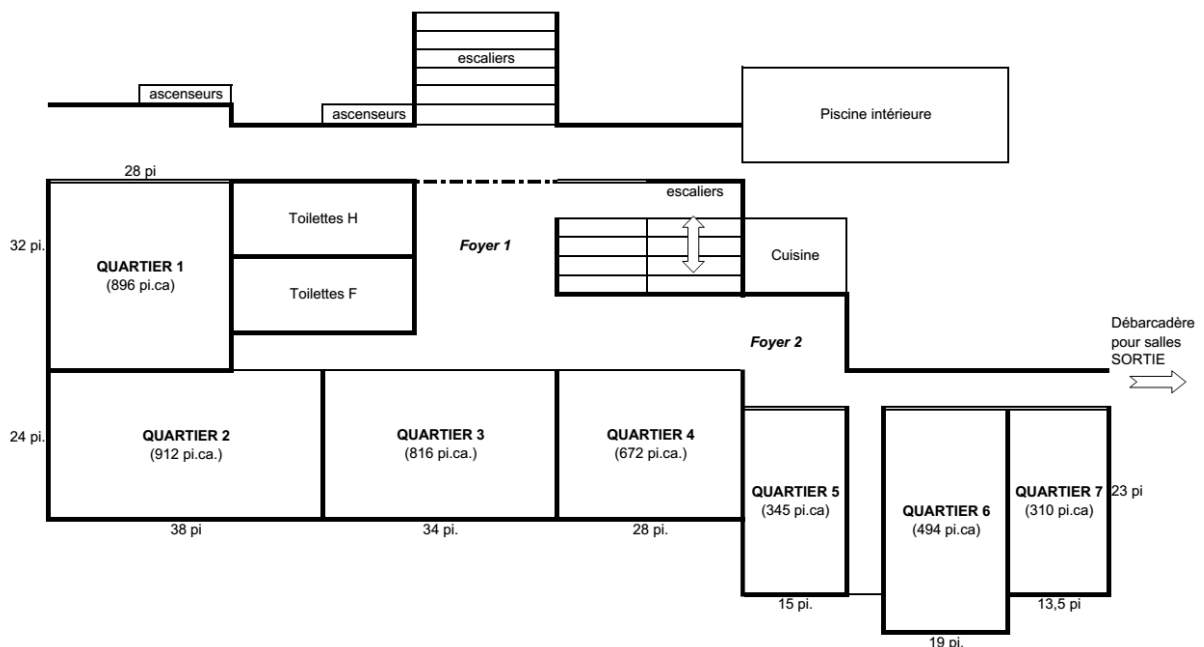 escaliers
ascenseurs
ascenseurs
Piscine intérieure
28 pi
escaliers
Toilettes H
32 pi.
Foyer 1
Cuisine
QUARTIER 1
(896 pi.ca)
Toilettes F
Foyer 2
Débarcadère
pour salles
SORTIE
24 pi.
QUARTIER 2
(912 pi.ca.)
QUARTIER 3
(816 pi.ca.)
QUARTIER 4
(672 pi.ca.)
QUARTIER 5
(345 pi.ca)
QUARTIER 6
(494 pi.ca)
QUARTIER 7
(310 pi.ca)
23 pi
38 pi
34 pi.
28 pi.
15 pi.
13,5 pi
19 pi.